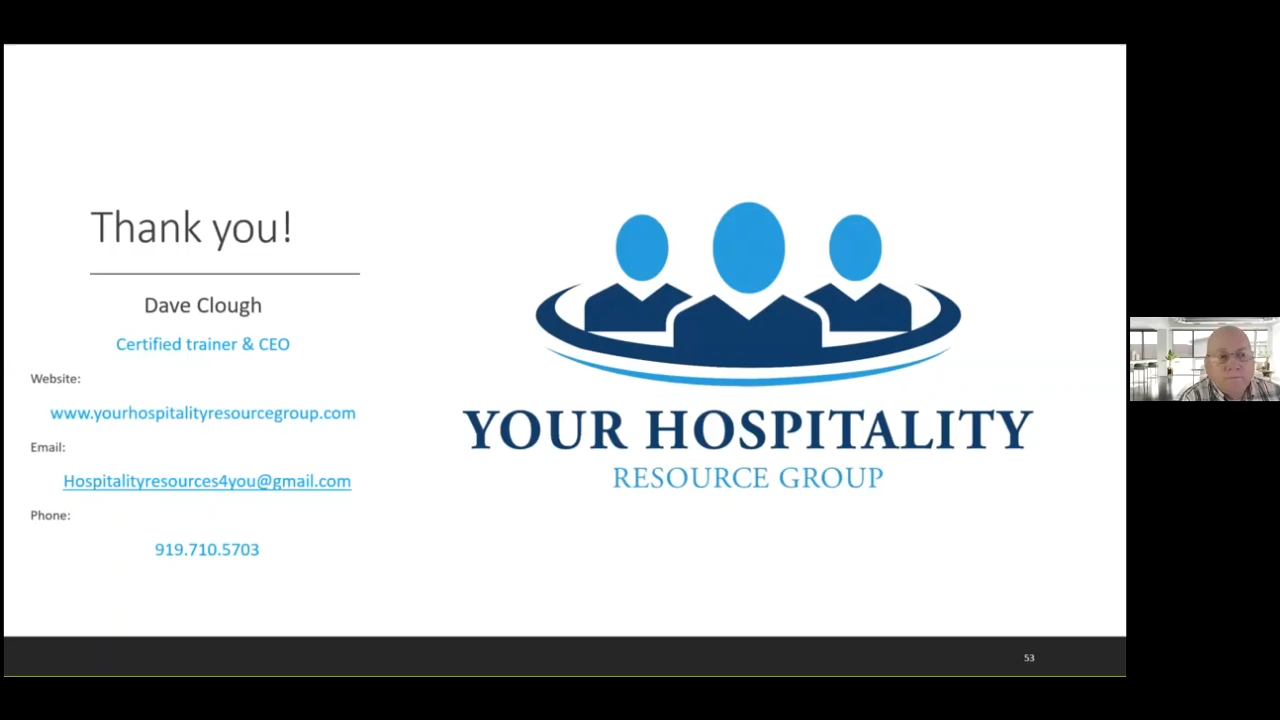 Thank you!
Dave Clough
Certified trainer & CEO
Website:
www.yourhospitalityresourcegroup.com
Email:
Hospitalityresources4you@gmail.com
Phone:
919.710.5703
YOUR HOSPITALITY
RESOURCE GROUP
53